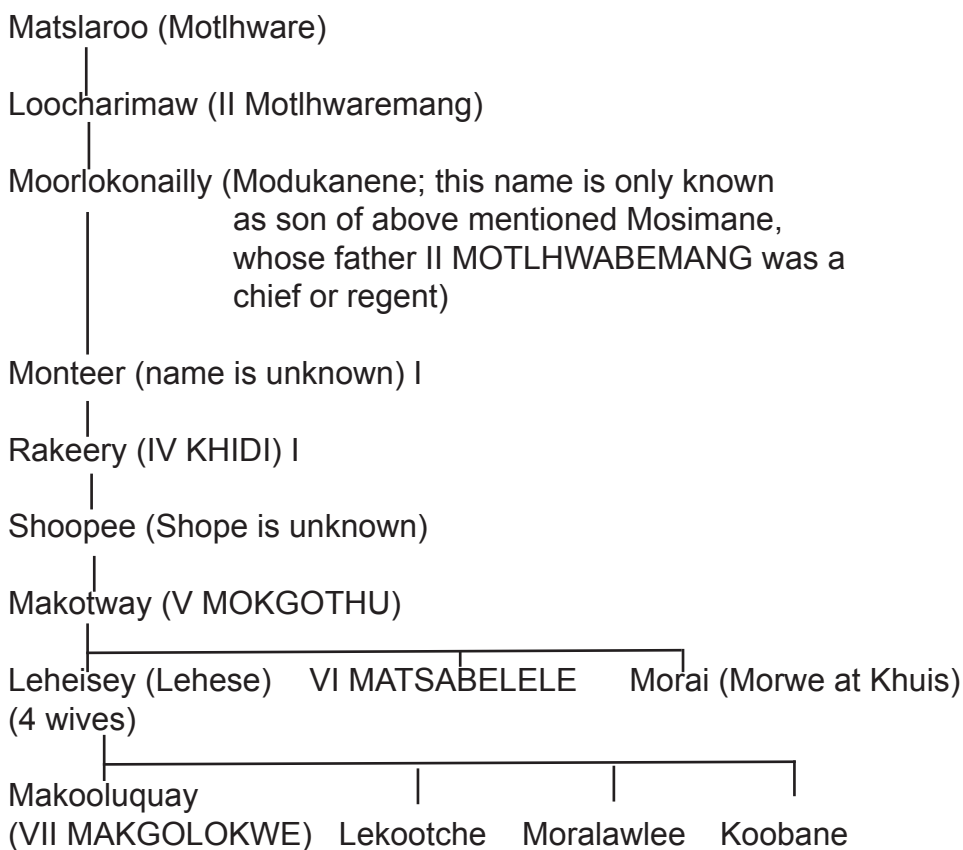 Matslaroo (Motlhware)
Loocharimaw (II Motlhwaremang)
Moorlokonailly (Modukanene; this name is only known
as son of above mentioned Mosimane,
whose father II MOTLHWABEMANG was a
chief or regent)
Monteer (name is unknown) I
Rakeery (IV KHIDI) I
Shoopee (Shope is unknown)
Makotway (V MOKGOTHU)
Leheisey (Lehese) VI MATSABELELE Morai (Morwe at Khuis)
(4 wives)
Makooluquay
(VII MAKGOLOKWE) Lekootche Moralawlee Koobane